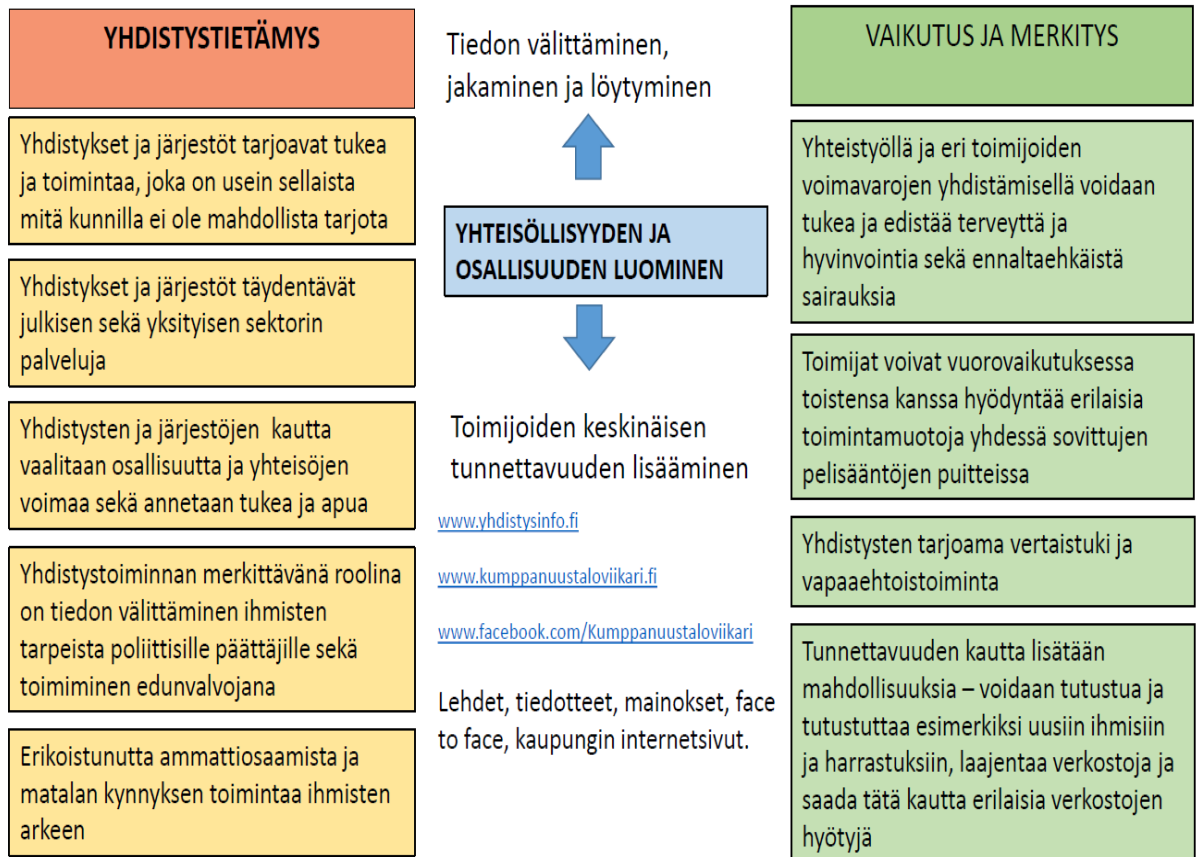 YHDISTYSTIETÄMYS
Yhdistykset ja järjestöt tarjoavat tukea
ja toimintaa, joka on usein sellaista
mitä kunnilla ei ole mahdollista tarjota
Yhdistykset ja järjestöt täydentävät
julkisen sekä yksityisen sektorin
palveluja
Yhdistysten ja järjestöjen kautta
vaalitaan osallisuutta ja yhteisöjen
voimaa sekä annetaan tukea ja apua
Yhdistystoiminnan merkittävänä roolina
on tiedon välittäminen ihmisten
tarpeista poliittisille päättäjille sekä
toimiminen edunvalvojana
Erikoistunutta ammattiosaamista ja
matalan kynnyksen toimintaa ihmisten
arkeen
Tiedon välittäminen,
jakaminen ja löytyminen
YHTEISÖLLISYYDEN JA
OSALLISUUDEN LUOMINEN
Toimijoiden keskinäisen
tunnettavuuden lisääminen
www.yhdistysinfo.fi
www.kumppanuustaloviikari.fi
www.facebook.com/Kumppanuustaloviikari
Lehdet, tiedotteet, mainokset, face
to face, kaupungin internetsivut.
VAIKUTUS JA MERKITYS
Yhteistyöllä ja eri toimijoiden
voimavarojen yhdistämisellä voidaan
tukea ja edistää terveyttä ja
hyvinvointia sekä ennaltaehkäistä
sairauksia
Toimijat voivat vuorovaikutuksessa
toistensa kanssa hyödyntää erilaisia
toimintamuotoja yhdessä sovittujen
pelisääntöjen puitteissa
Yhdistysten tarjoama vertaistuki ja
vapaaehtoistoiminta
Tunnettavuuden kautta lisätään
mahdollisuuksia – voidaan tutustua ja
tutustuttaa esimerkiksi uusiin ihmisiin
ja harrastuksiin, laajentaa verkostoja ja
saada tätä kautta erilaisia verkostojen
hyötyjä